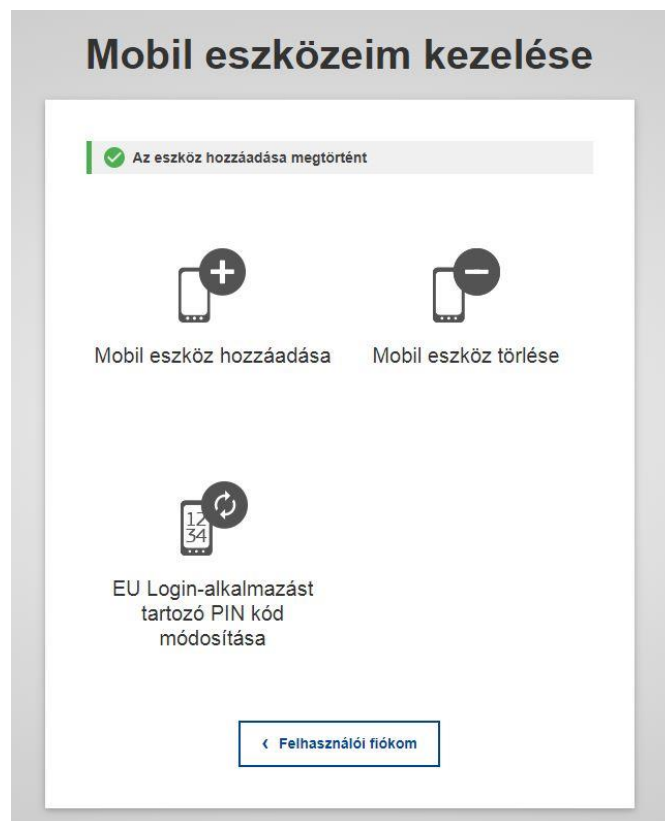 Mobil eszközeim kezelése
Az eszköz hozzáadása megtörtént
Mobil eszköz hozzáadása
Mobil eszköz törlése
12
34
EU Login-alkalmazást
tartozó PIN kód
módosítása
‹ Felhasználói fiókom